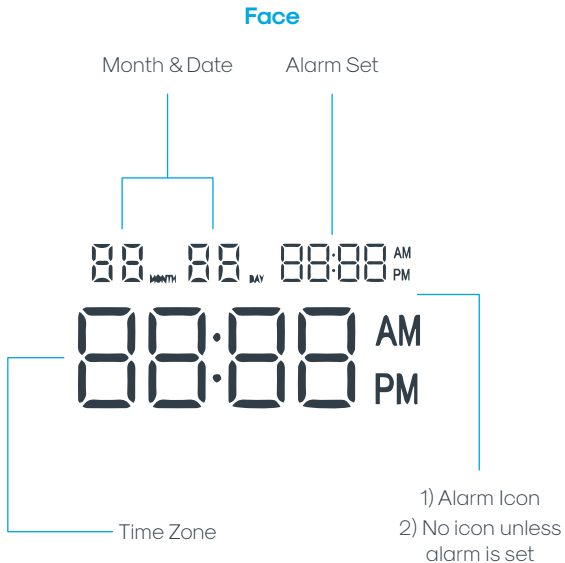 Face
Month & Date
Alarm Set
88 MONTH 88 DAY 88:88 AM
PM
88:88 AM
PM
1) Alarm Icon
2) No icon unless
alarm is set
Time Zone